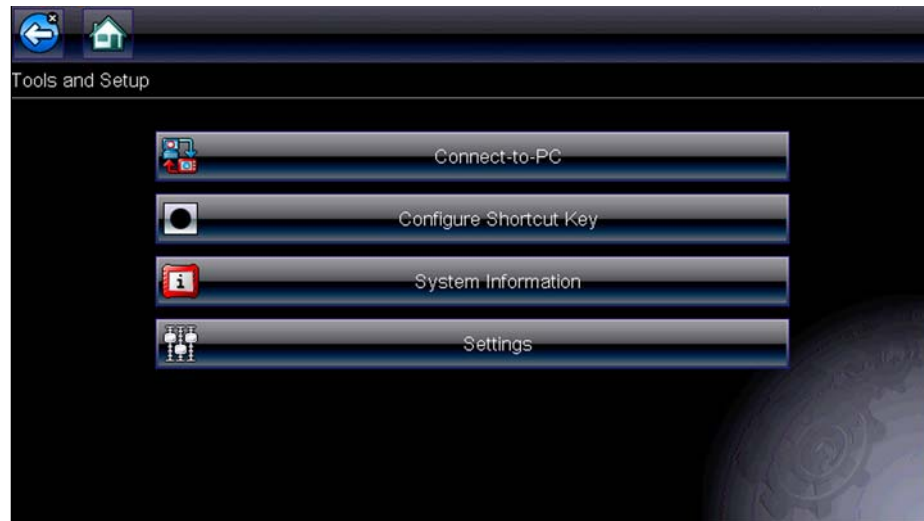 Tools and Setup
Connect-to-PC
Configure Shortcut Key
i
System Information
Settings